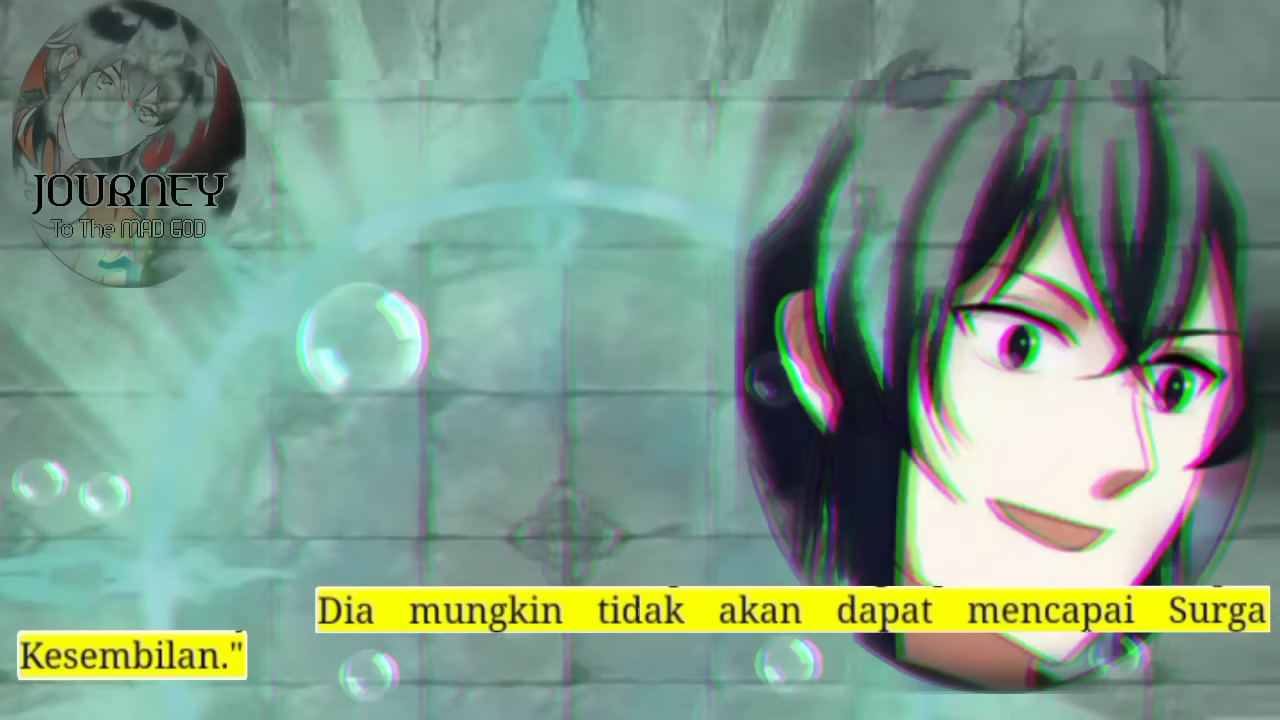 JOURNEY
To The MAD GOD
Dia mungkin tidak akan dapat mencapai Surga
Kesembilan."